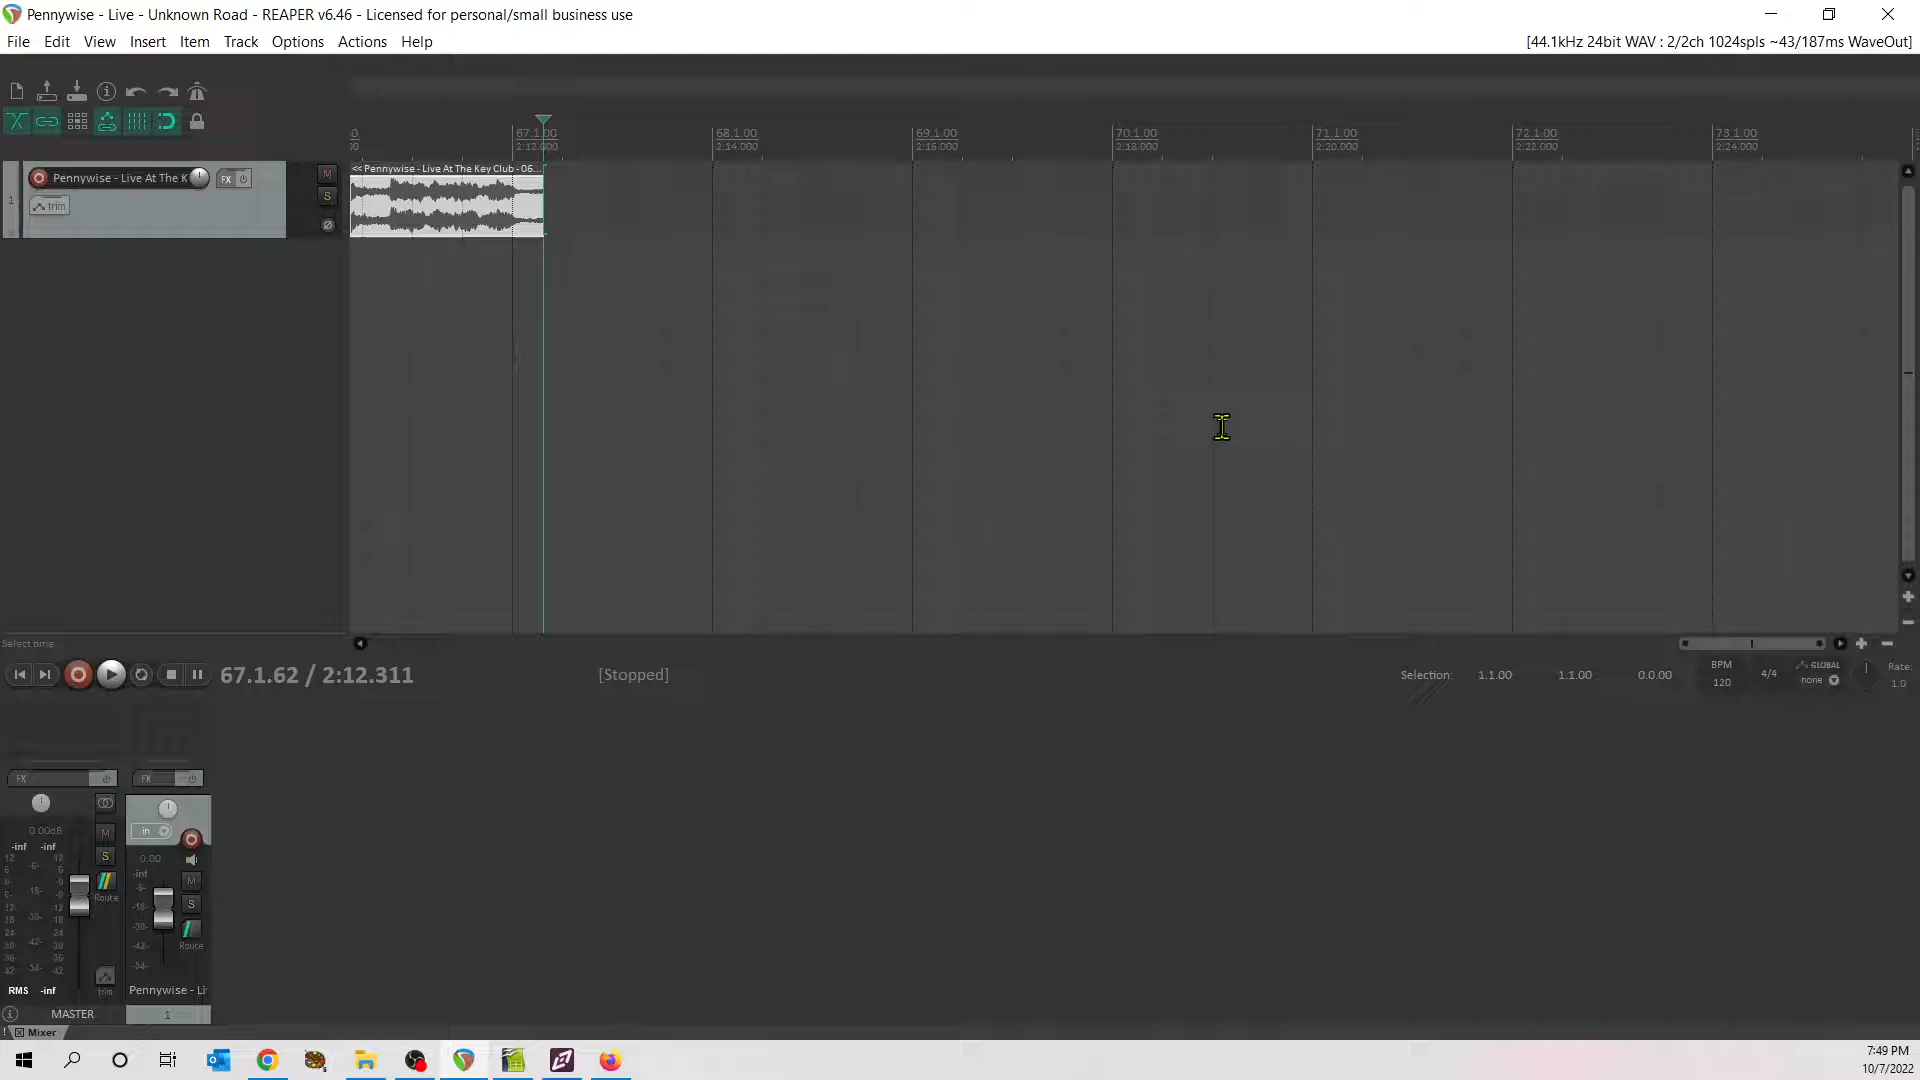 Pennywise - Live - Unknown Road - REAPER v6.46 - Licensed for personal/small business use
File Edit View Insert Item Track Options Actions Help
[44.1kHz 24bit WAV : 2/2ch 1024spls ~43/187ms WaveOut]
67.1.00 68.1.00 69.1.00 70.1.00 71.1.00 72.1.00 73.1.00
2:12.000 2:14.000 2:16.000 2:18.000 2:20.000 2:22.000 2:24.000
<< Pennywise - Live At The Key Club - 06...
1 Pennywise - Live At The K FX M
trim S
Select time
67.1.62 / 2:12.311 [Stopped] Selection: 1.1.00 1.1.00 0.0.00
BPM 120 4/4 GLOBAL none Rate: 1.0
FX FX
0.00dB
-inf -inf
M S Route
trim
in
0.00
-inf
-6-
-18-
-30-
-42-
-54-
M S Route
RMS -inf
Pennywise - Li
MASTER 1
Mixer
7:49 PM
10/7/2022